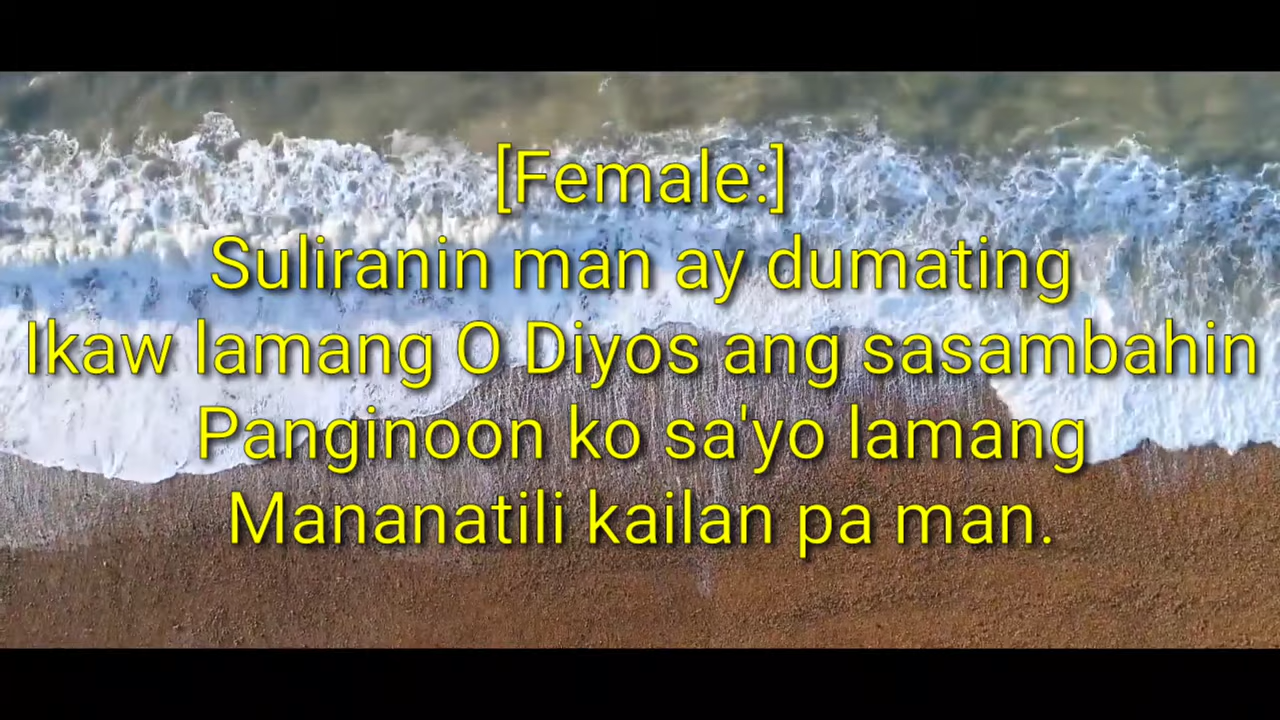 [Female:]
Suliranin man ay dumating
Ikaw lamang O Diyos ang sasambahin
Panginoon ko sa'yo lamang
Mananatili kailan pa man.